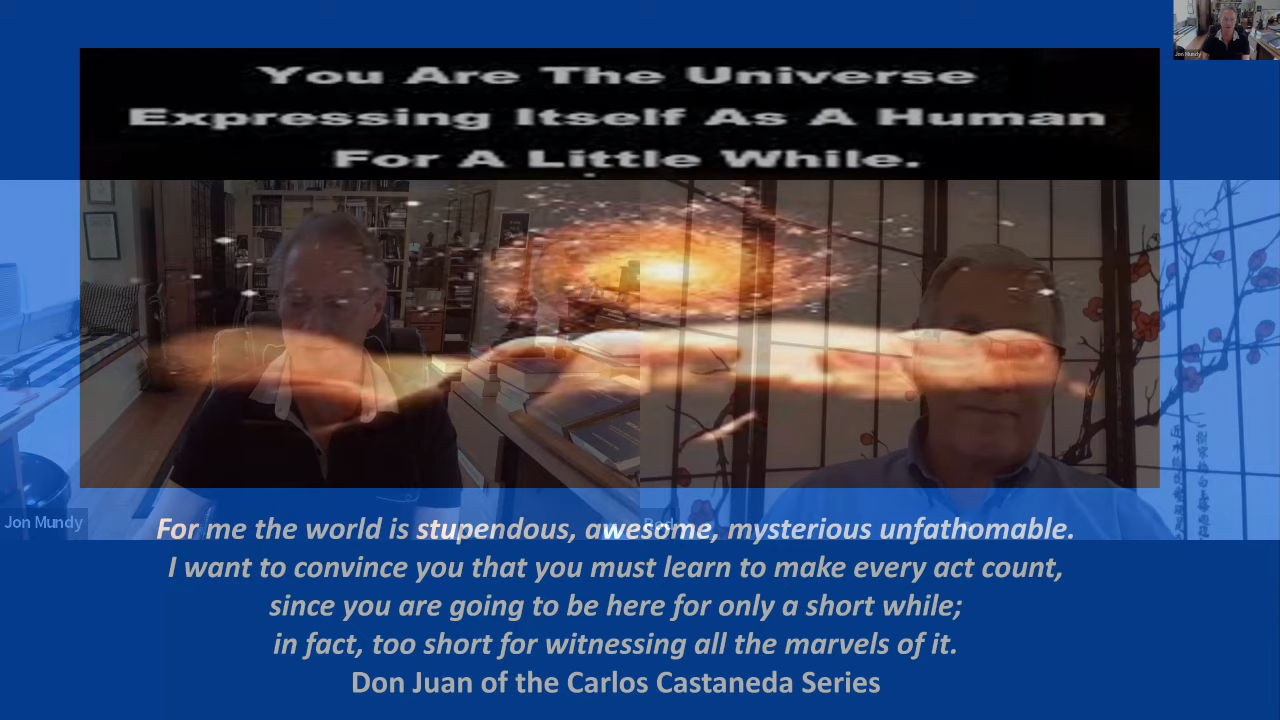 Jon Mundy
You Are The Universe
Expressing Itself As A Human
For A Little While.
Jon Mundy
For me the world is stupendous, awesome, mysterious unfathomable.
I want to convince you that you must learn to make every act count,
since you are going to be here for only a short while;
in fact, too short for witnessing all the marvels of it.
Don Juan of the Carlos Castaneda Series